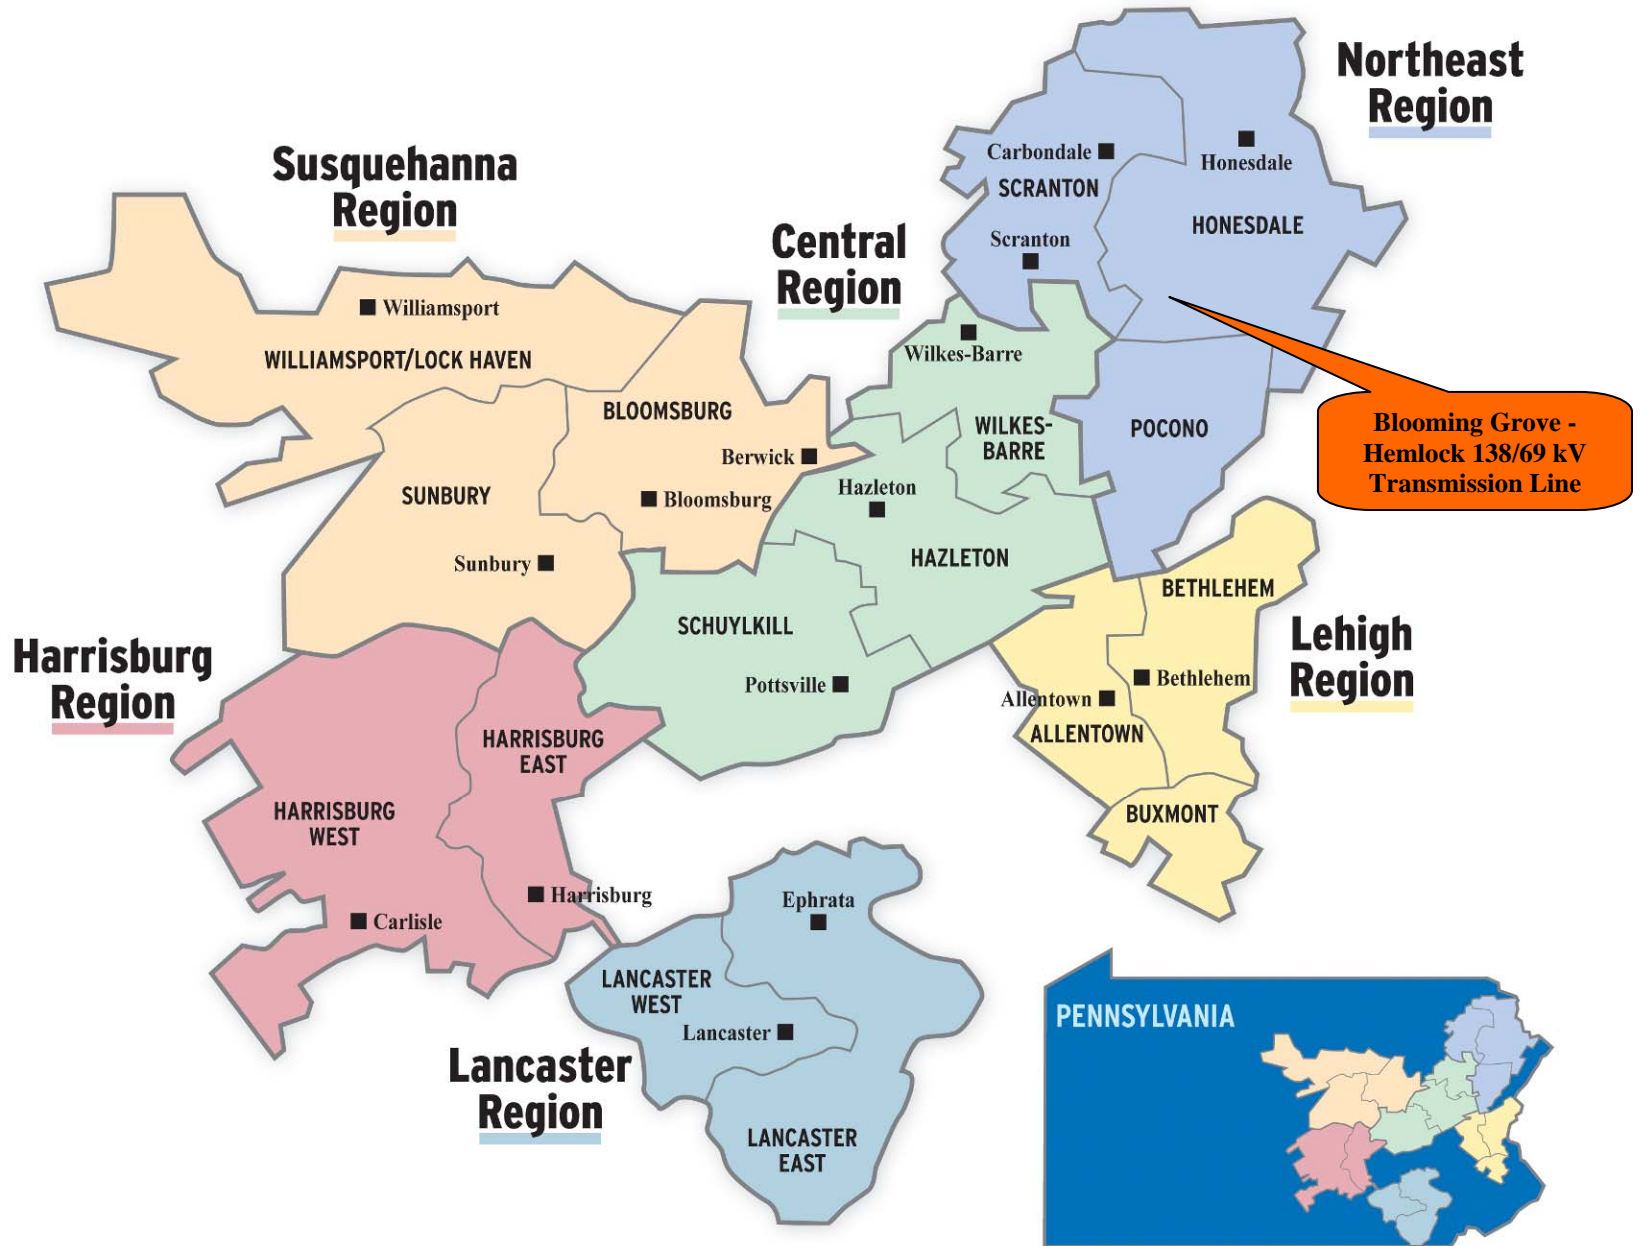 Northeast
Region
Susquehanna
Region
Central
Region
Carbondale
Honesdale
SCRANTON
HONESDALE
Scranton
Williamsport
WILLIAMSPORT/LOCK HAVEN
Wilkes-Barre
BLOOMSBURG
WILKES-
BARRE
POCONO
Blooming Grove -
Hemlock 138/69 kV
Transmission Line
Berwick
SUNBURY
Bloomsburg
Hazleton
Sunbury
HAZLETON
BETHLEHEM
SCHUYLKILL
Lehigh
Region
Harrisburg
Region
Pottsville
Bethlehem
Allentown
ALLENTOWN
HARRISBURG
EAST
HARRISBURG
WEST
BUXMONT
Harrisburg
Carlisle
Ephrata
LANCASTER
WEST
Lancaster
Lancaster
Region
LANCASTER
EAST
PENNSYLVANIA